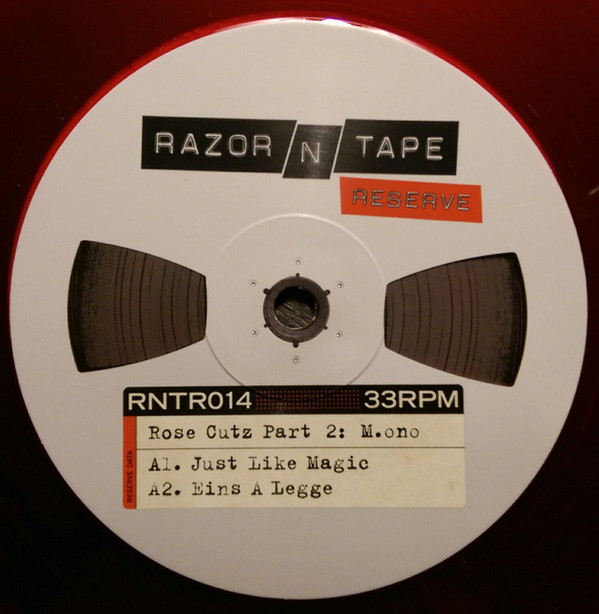 RAZOR N TAPE
RESERVE
RNTR014 33RPM
Rose Cutz Part 2: M.ono
RESERVE DATA
A1. Just Like Magic
A2. Eins A Legge